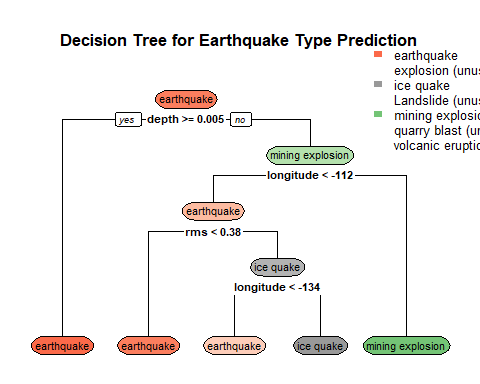 Decision Tree for Earthquake Type Prediction
earthquake
explosion (unus
ice quake
Landslide (unus
mining explosio
quarry blast (un
volcanic eruptio
earthquake
yes depth >= 0.005 no
mining explosion
longitude < -112
earthquake
rms < 0.38
ice quake
longitude < -134
earthquake earthquake earthquake ice quake mining explosion